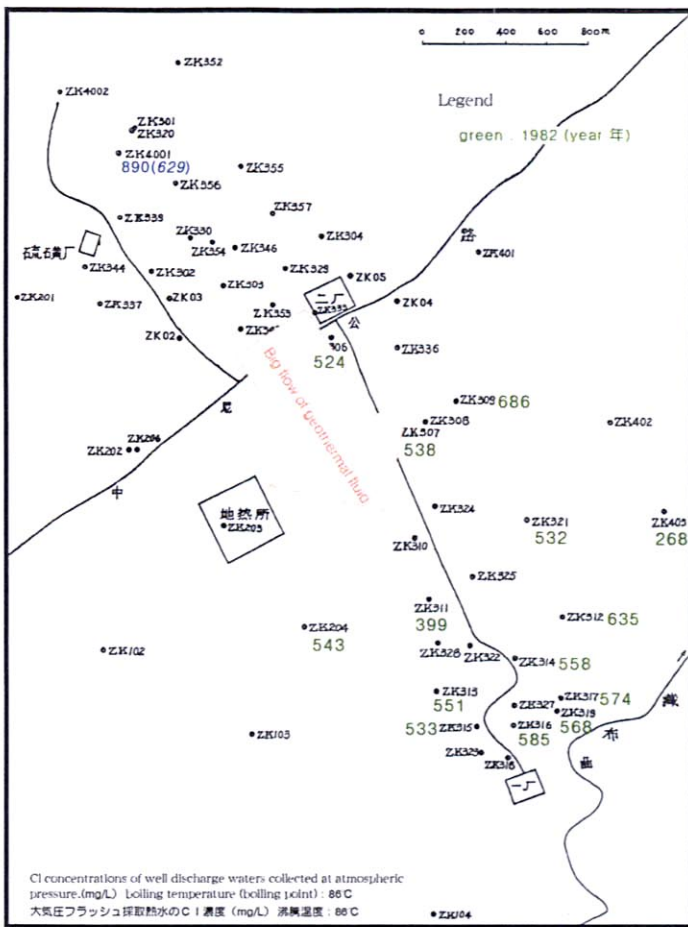 0 200 400 600 800m
ZK352
ZK4002
Legend
green : 1982 (year 年)
ZK301
ZK320
ZK4001
890(629)
ZK355
ZK356
ZK357
ZK339
ZK330
ZK354
ZK346
ZK304
路
ZK401
硫磺厂
ZK344
ZK302
ZK329
ZK05
ZK303
ZK201
ZK337
ZK03
ZK353
二厂
ZK333
ZK04
公
ZK02
524
ZK336
Big flow of geothermal fluid
尼
ZK309 686
ZK308
ZK307
538
ZK402
ZK206
ZK202
中
地热所
ZK203
ZK324
ZK321
532
ZK403
268
ZK310
ZK325
ZK311
399
ZK312 635
ZK204
543
ZK328
ZK322
ZK314 558
ZK102
ZK313
551
ZK317 574
ZK327
ZK319
568
藏
布
曲
533 ZK315
ZK316
585
ZK103
ZK323
ZK318
一厂
Cl concentrations of well discharge waters collected at atmospheric
pressure.(mg/L) boiling temperature (boilling point) : 86℃
大気圧フラッシュ採取熱水のCl濃度 (mg/L) 沸騰温度 : 86℃
ZK104